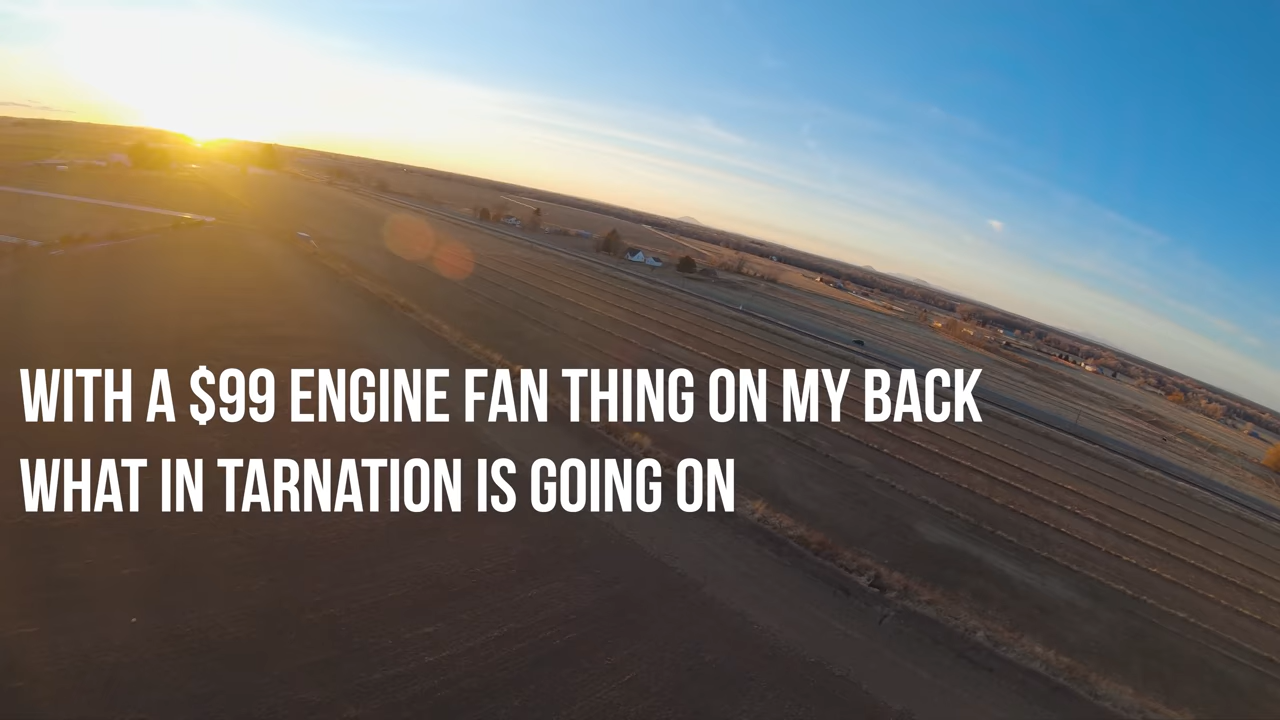 WITH A $99 ENGINE FAN THING ON MY BACK
WHAT IN TARNATION IS GOING ON